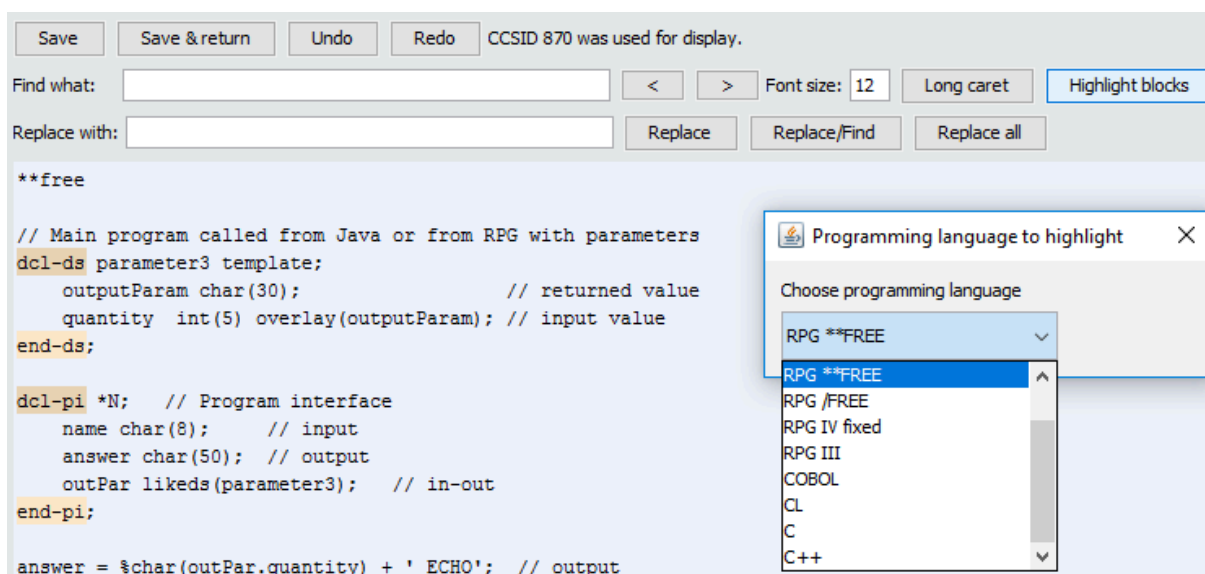 Save Save & return Undo Redo CCSID 870 was used for display.
Find what: < > Font size: 12 Long caret Highlight blocks
Replace with: Replace Replace/Find Replace all
**free
// Main program called from Java or from RPG with parameters
dcl-ds parameter3 template;
    outputParam char(30);                  // returned value
    quantity  int(5) overlay(outputParam); // input value
end-ds;
dcl-pi *N;   // Program interface
    name char(8);     // input
    answer char(50);  // output
    outPar likeds(parameter3);   // in-out
end-pi;
answer = %char(outPar.quantity) + ' ECHO';  // output
Programming language to highlight
Choose programming language
RPG **FREE
RPG **FREE
RPG /FREE
RPG IV fixed
RPG III
COBOL
CL
C
C++